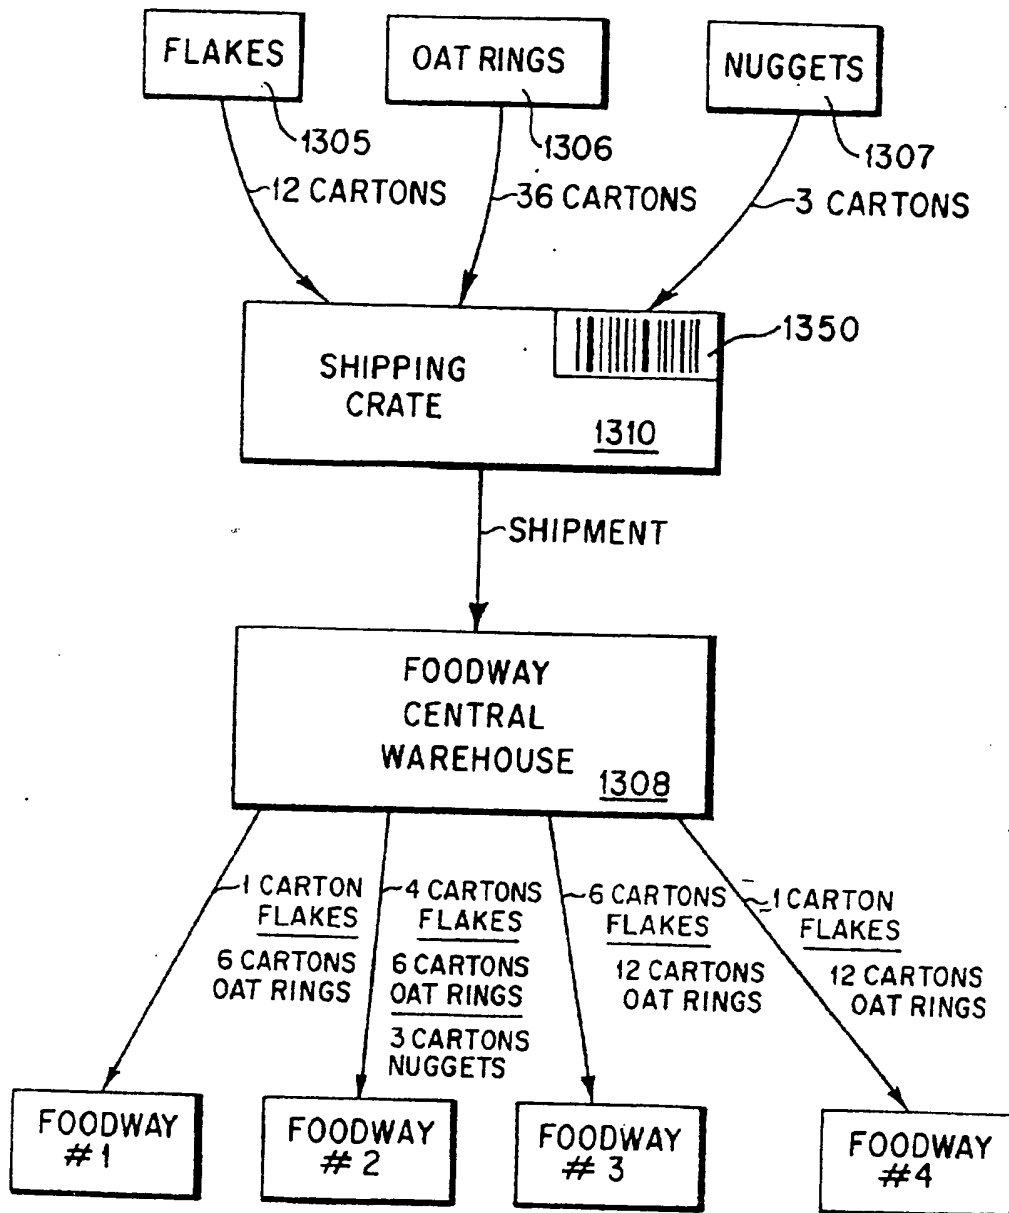 FLAKES
OAT RINGS
NUGGETS
1305
1306
1307
12 CARTONS
36 CARTONS
3 CARTONS
1350
SHIPPING
CRATE
1310
SHIPMENT
FOODWAY
CENTRAL
WAREHOUSE
1308
1 CARTON
FLAKES
6 CARTONS
OAT RINGS
4 CARTONS
FLAKES
6 CARTONS
OAT RINGS
3 CARTONS
NUGGETS
6 CARTONS
FLAKES
12 CARTONS
OAT RINGS
1 CARTON
FLAKES
12 CARTONS
OAT RINGS
FOODWAY
#1
FOODWAY
#2
FOODWAY
#3
FOODWAY
#4